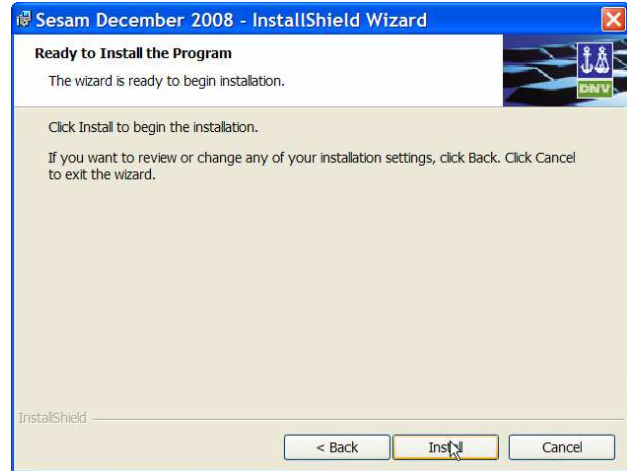 Sesam December 2008 - InstallShield Wizard
Ready to Install the Program
The wizard is ready to begin installation.
DNV
Click Install to begin the installation.
If you want to review or change any of your installation settings, click Back. Click Cancel
to exit the wizard.
InstallShield
< Back
Install
Cancel